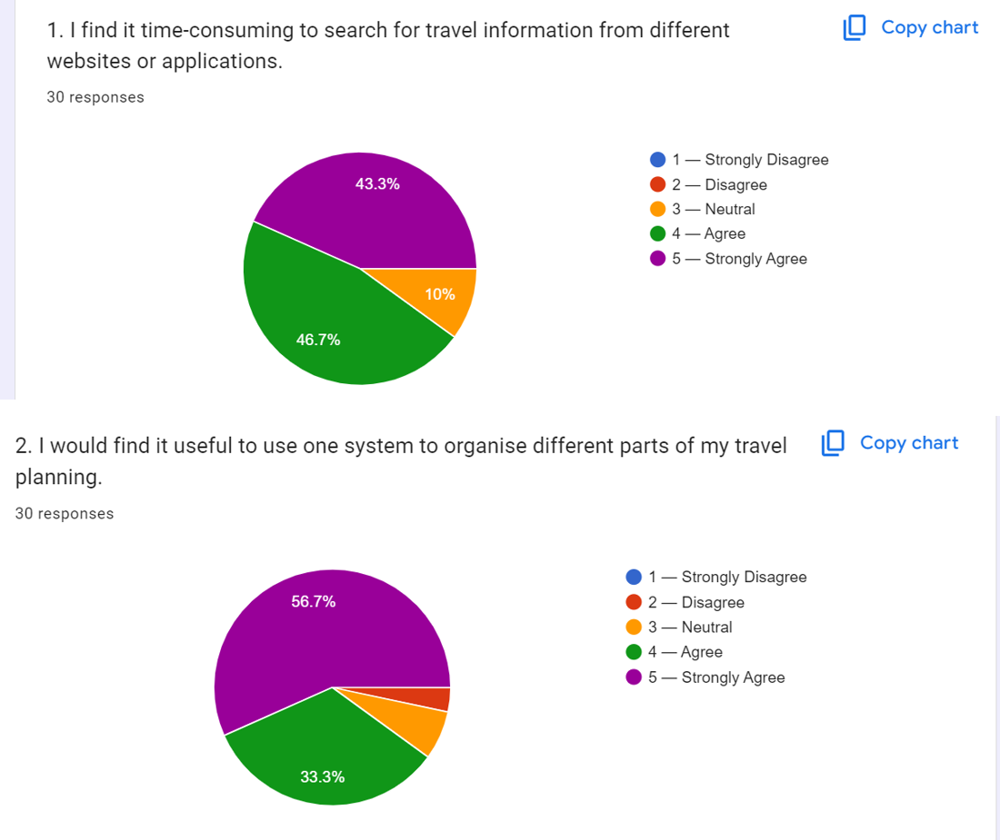 1. I find it time-consuming to search for travel information from different
websites or applications.
Copy chart
30 responses
43.3%
10%
46.7%
1 — Strongly Disagree
2 — Disagree
3 — Neutral
4 — Agree
5 — Strongly Agree
2. I would find it useful to use one system to organise different parts of my travel
planning.
Copy chart
30 responses
56.7%
33.3%
1 — Strongly Disagree
2 — Disagree
3 — Neutral
4 — Agree
5 — Strongly Agree